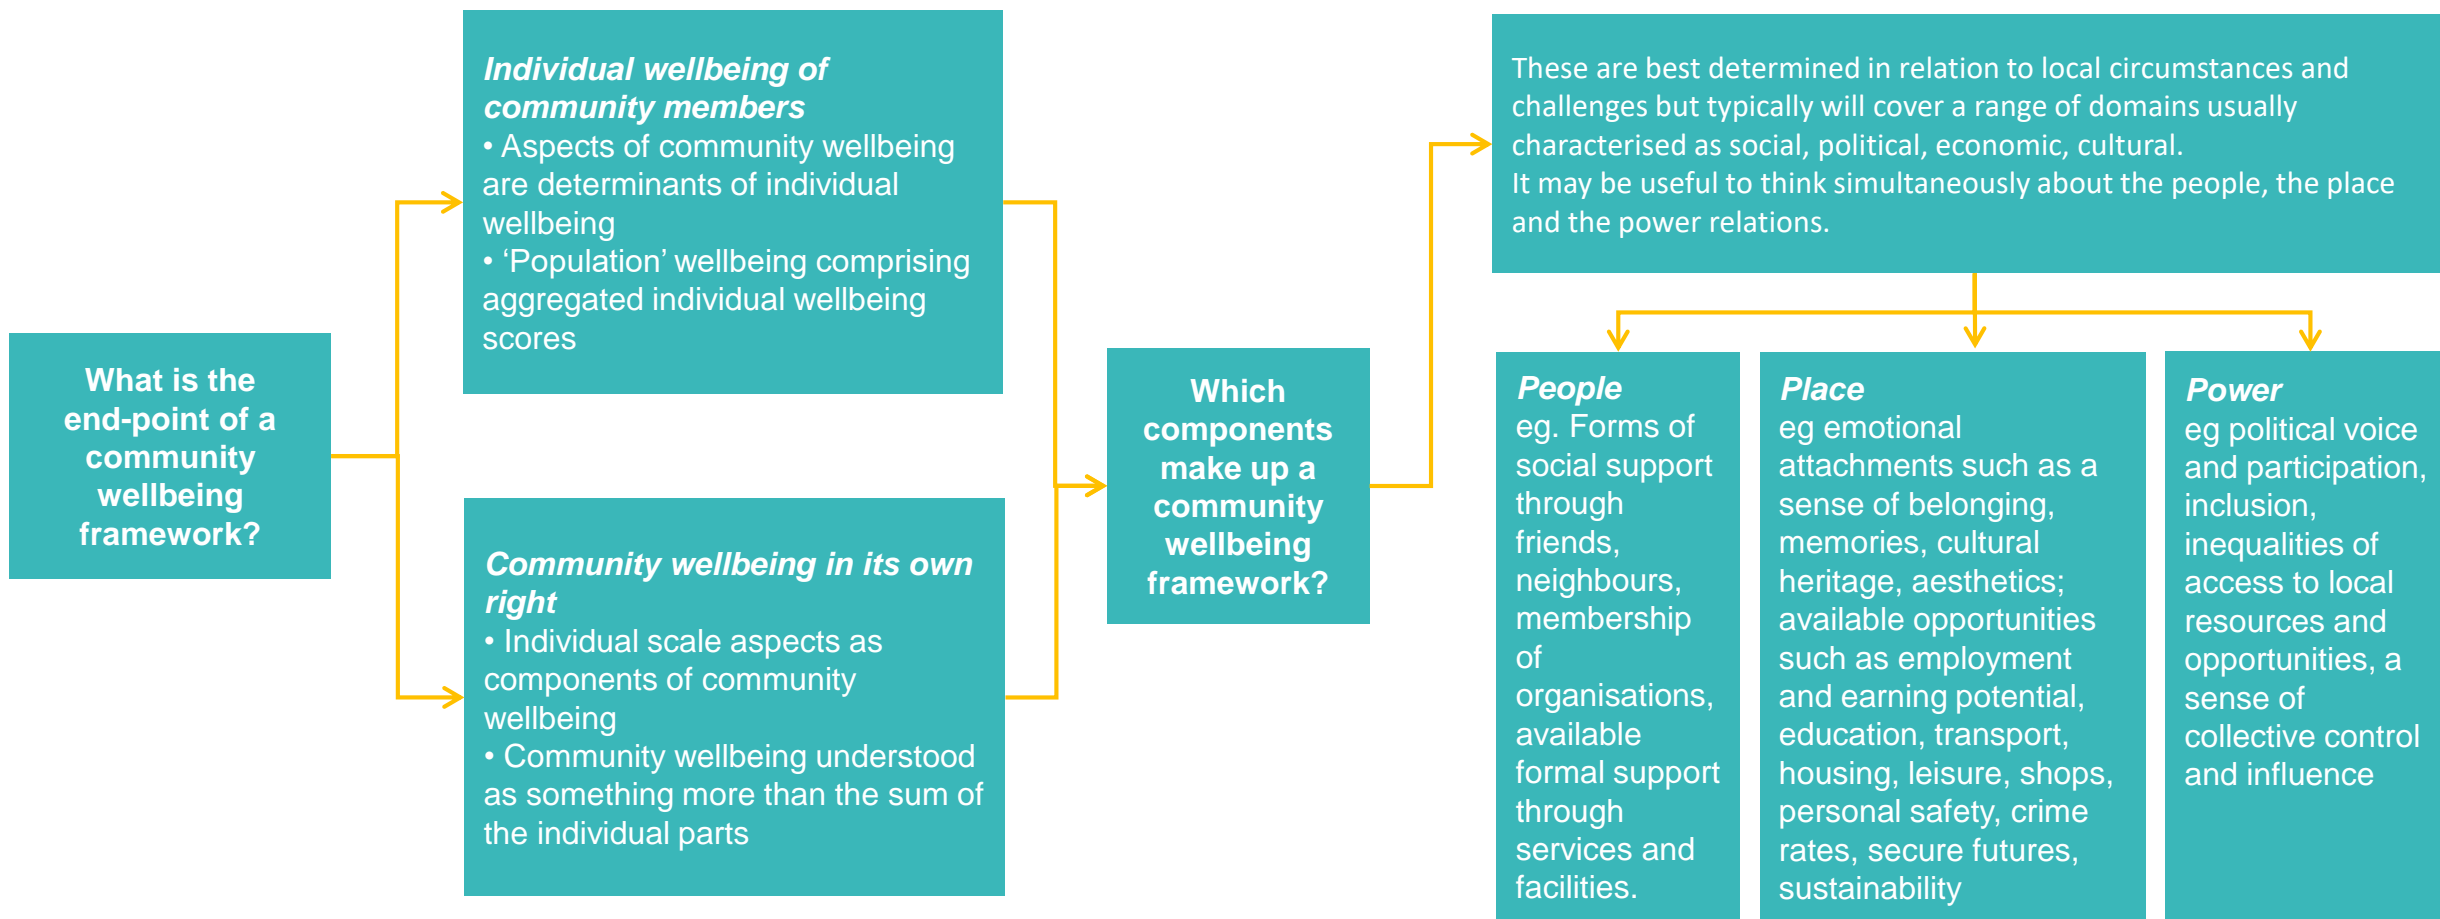 What is the
end-point of a
community
wellbeing
framework?
Individual wellbeing of
community members
• Aspects of community wellbeing
are determinants of individual
wellbeing
• ‘Population’ wellbeing comprising
aggregated individual wellbeing
scores
Community wellbeing in its own
right
• Individual scale aspects as
components of community
wellbeing
• Community wellbeing understood
as something more than the sum of
the individual parts
Which
components
make up a
community
wellbeing
framework?
These are best determined in relation to local circumstances and
challenges but typically will cover a range of domains usually
characterised as social, political, economic, cultural.
It may be useful to think simultaneously about the people, the place
and the power relations.
People
eg. Forms of
social support
through
friends,
neighbours,
membership
of
organisations,
available
formal support
through
services and
facilities.
Place
eg emotional
attachments such as a
sense of belonging,
memories, cultural
heritage, aesthetics;
available opportunities
such as employment
and earning potential,
education, transport,
housing, leisure, shops,
personal safety, crime
rates, secure futures,
sustainability
Power
eg political voice
and participation,
inclusion,
inequalities of
access to local
resources and
opportunities, a
sense of
collective control
and influence